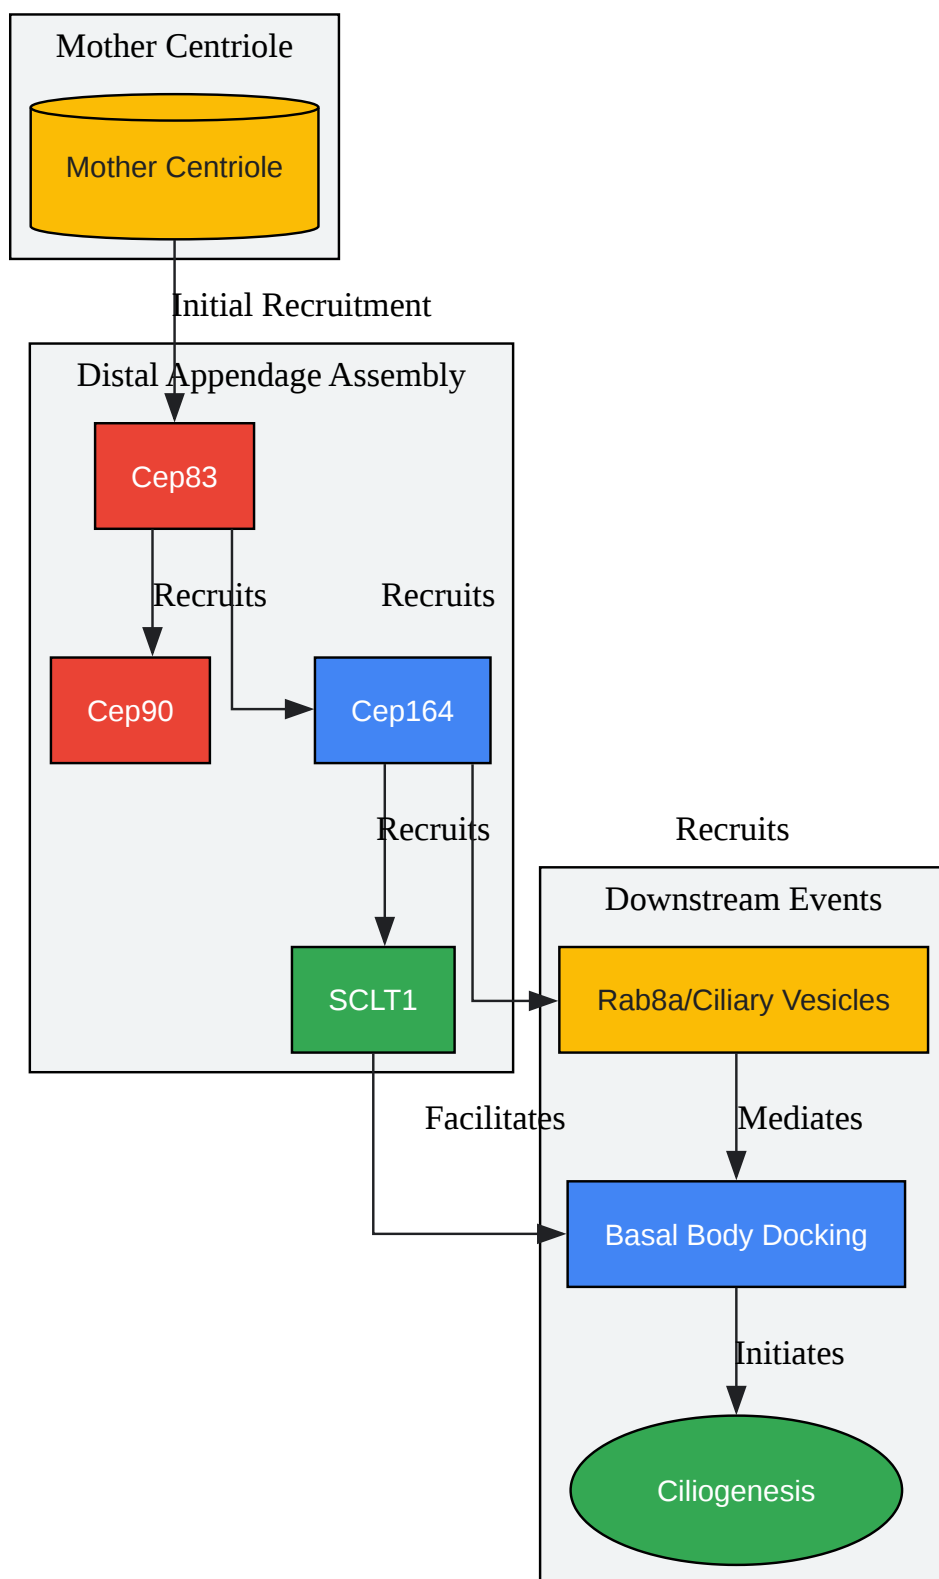 Mother Centriole
Mother Centriole
Initial Recruitment
Distal Appendage Assembly
Cep83
Recruits
Recruits
Cep90
Cep164
Recruits
Recruits
Downstream Events
SCLT1
Rab8a/Ciliary Vesicles
Facilitates
Mediates
Basal Body Docking
Initiates
Ciliogenesis